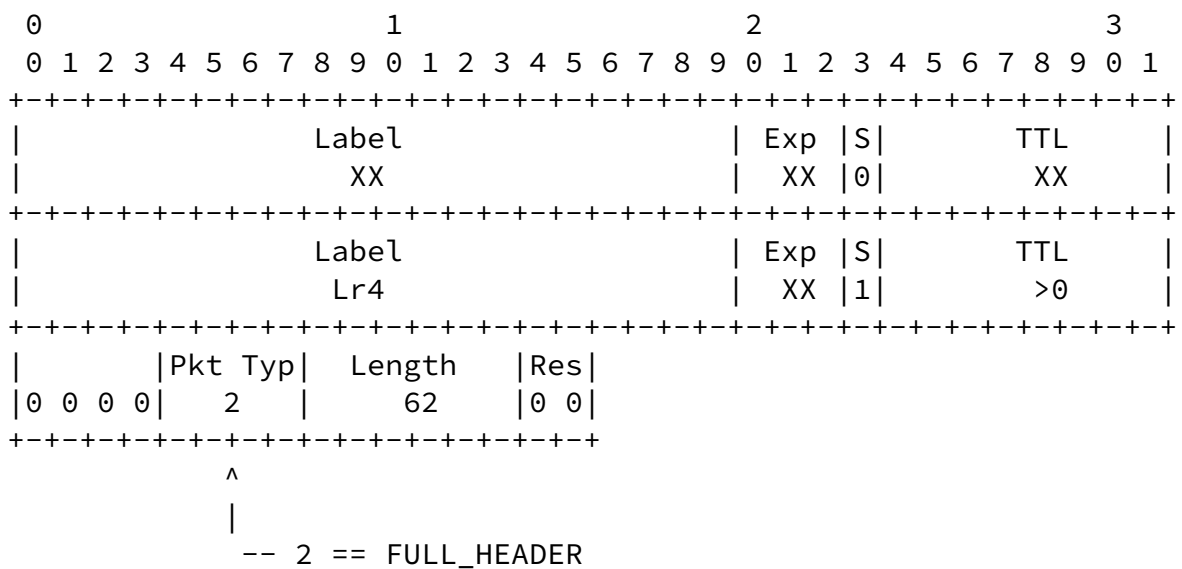 0                   1                   2                   3
 0 1 2 3 4 5 6 7 8 9 0 1 2 3 4 5 6 7 8 9 0 1 2 3 4 5 6 7 8 9 0 1
+-+-+-+-+-+-+-+-+-+-+-+-+-+-+-+-+-+-+-+-+-+-+-+-+-+-+-+-+-+-+-+-+
|                Label                  | Exp |S|       TTL     |
|                  XX                   |  XX |0|        XX     |
+-+-+-+-+-+-+-+-+-+-+-+-+-+-+-+-+-+-+-+-+-+-+-+-+-+-+-+-+-+-+-+-+
|                Label                  | Exp |S|       TTL     |
|                 Lr4                   |  XX |1|        >0     |
+-+-+-+-+-+-+-+-+-+-+-+-+-+-+-+-+-+-+-+-+-+-+-+-+-+-+-+-+-+-+-+-+
|       |Pkt Typ|  Length   |Res|
|0 0 0 0|   2   |     62    |0 0|
+-+-+-+-+-+-+-+-+-+-+-+-+-+-+-+-+
            ^
            |
             -- 2 == FULL_HEADER